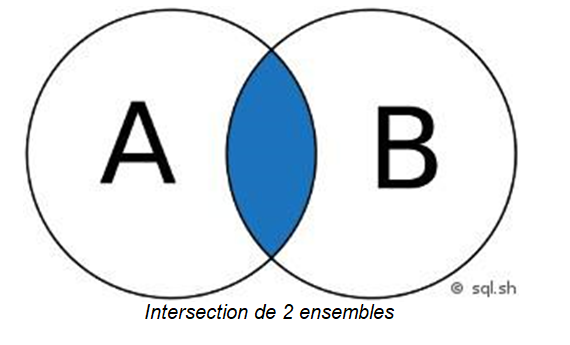 A
B
© sql.sh
Intersection de 2 ensembles